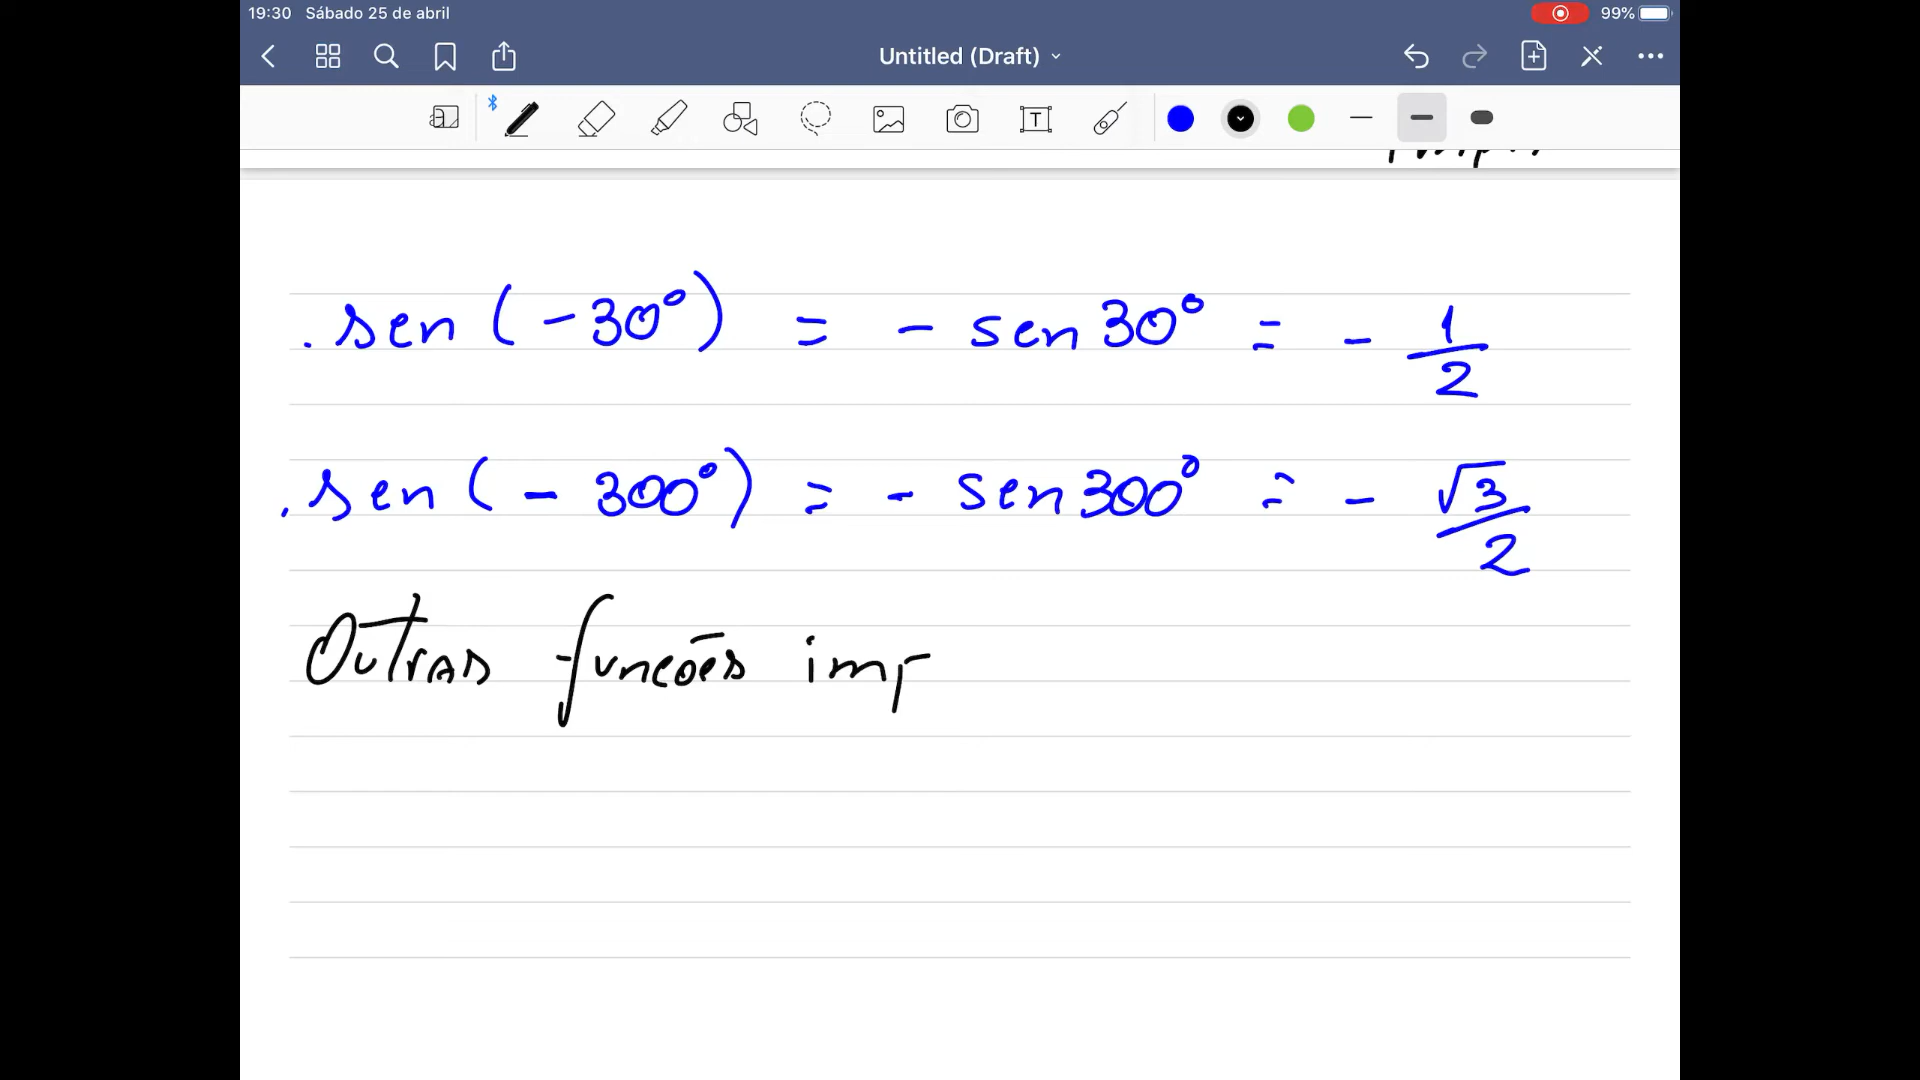 19:30 Sábado 25 de abril 99%
Untitled (Draft)
. sen (-30°) = - sen 30° = - 1/2
. sen (- 300°) = - sen 300° = - √3/2
Outras funcões imp